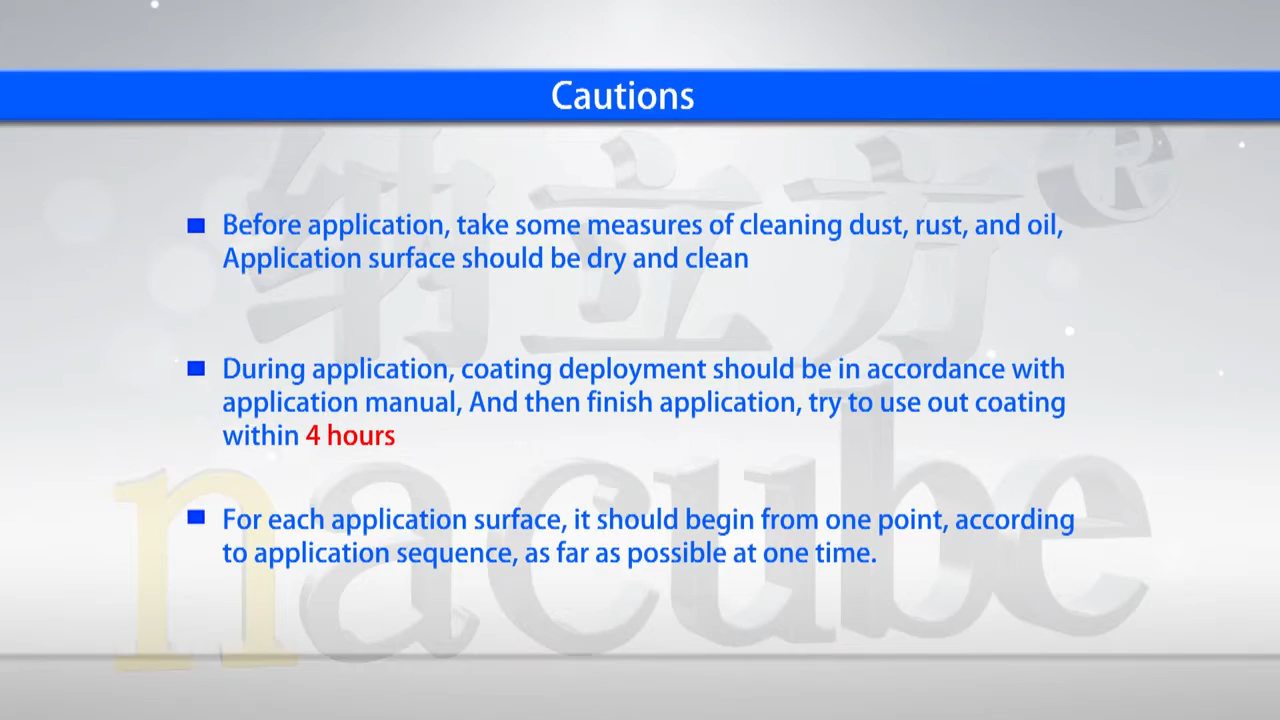 Cautions
纳立方®
Before application, take some measures of cleaning dust, rust, and oil,
Application surface should be dry and clean
During application, coating deployment should be in accordance with
application manual, And then finish application, try to use out coating
within 4 hours
nacube
For each application surface, it should begin from one point, according
to application sequence, as far as possible at one time.